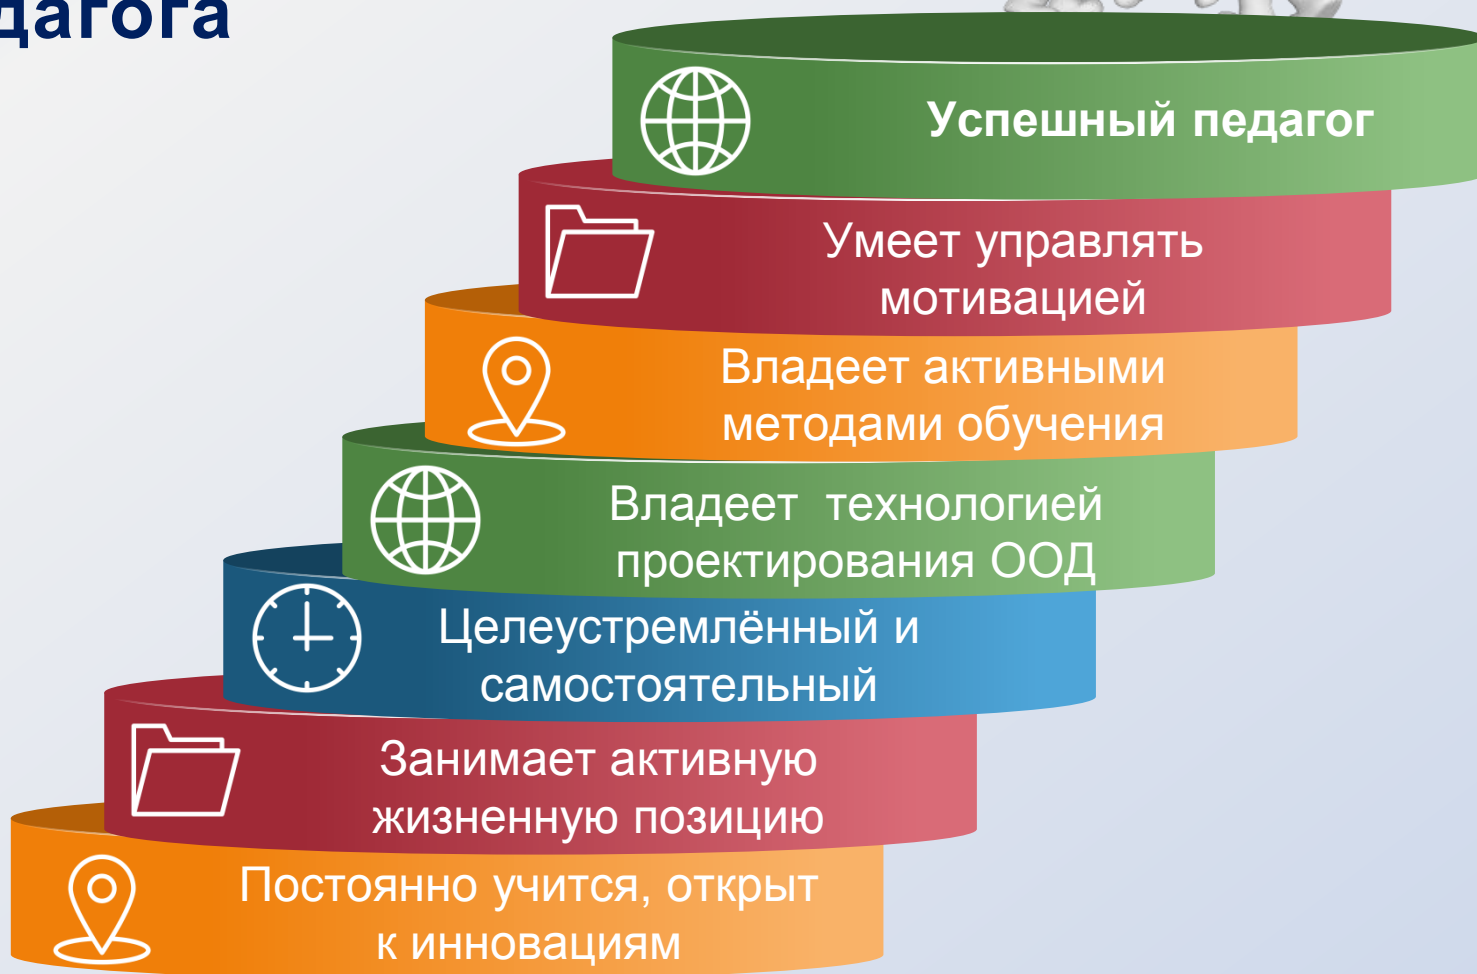 дагога
Успешный педагог
Умеет управлять
мотивацией
Владеет активными
методами обучения
Владеет технологией
проектирования ООД
Целеустремлённый и
самостоятельный
Занимает активную
жизненную позицию
Постоянно учится, открыт
к инновациям